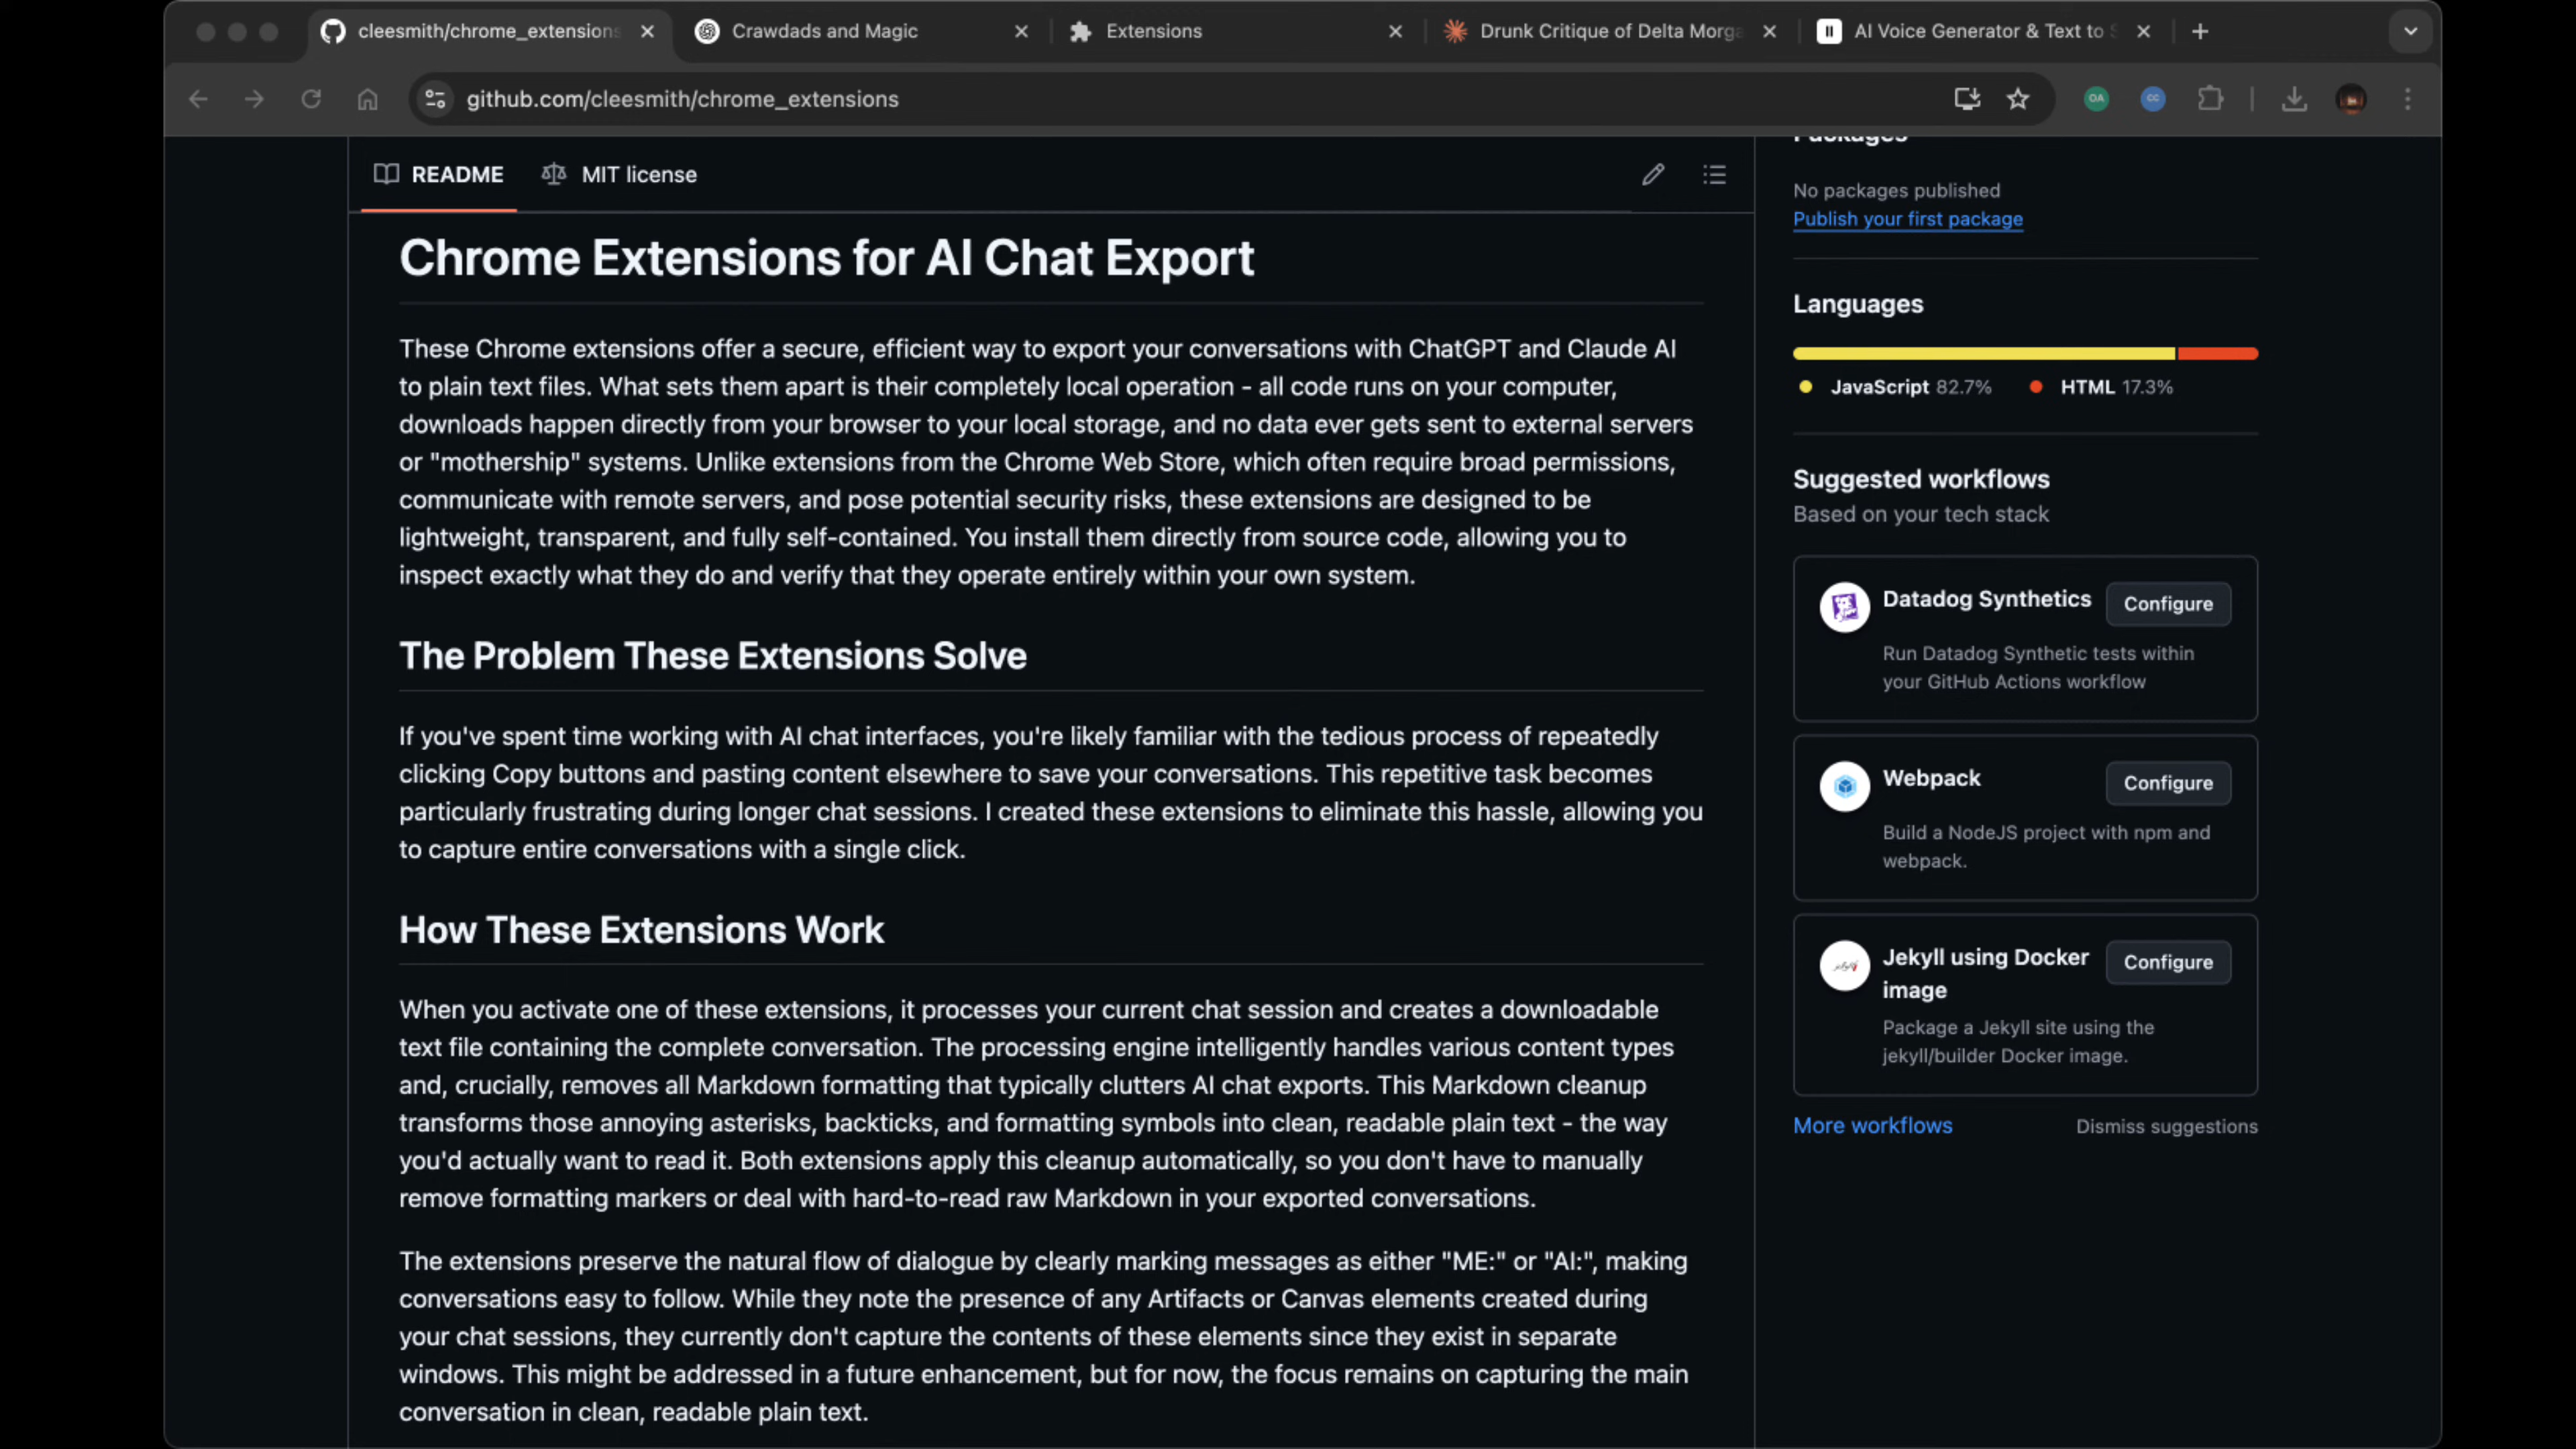 cleesmith/chrome_extensions
Crawdads and Magic
Extensions
Drunk Critique of Delta Morga
AI Voice Generator & Text to S
github.com/cleesmith/chrome_extensions
OA
CC
README
MIT license
Chrome Extensions for AI Chat Export
These Chrome extensions offer a secure, efficient way to export your conversations with ChatGPT and Claude AI
to plain text files. What sets them apart is their completely local operation - all code runs on your computer,
downloads happen directly from your browser to your local storage, and no data ever gets sent to external servers
or "mothership" systems. Unlike extensions from the Chrome Web Store, which often require broad permissions,
communicate with remote servers, and pose potential security risks, these extensions are designed to be
lightweight, transparent, and fully self-contained. You install them directly from source code, allowing you to
inspect exactly what they do and verify that they operate entirely within your own system.
The Problem These Extensions Solve
If you've spent time working with AI chat interfaces, you're likely familiar with the tedious process of repeatedly
clicking Copy buttons and pasting content elsewhere to save your conversations. This repetitive task becomes
particularly frustrating during longer chat sessions. I created these extensions to eliminate this hassle, allowing you
to capture entire conversations with a single click.
How These Extensions Work
When you activate one of these extensions, it processes your current chat session and creates a downloadable
text file containing the complete conversation. The processing engine intelligently handles various content types
and, crucially, removes all Markdown formatting that typically clutters AI chat exports. This Markdown cleanup
transforms those annoying asterisks, backticks, and formatting symbols into clean, readable plain text - the way
you'd actually want to read it. Both extensions apply this cleanup automatically, so you don't have to manually
remove formatting markers or deal with hard-to-read raw Markdown in your exported conversations.
The extensions preserve the natural flow of dialogue by clearly marking messages as either "ME:" or "AI:", making
conversations easy to follow. While they note the presence of any Artifacts or Canvas elements created during
your chat sessions, they currently don't capture the contents of these elements since they exist in separate
windows. This might be addressed in a future enhancement, but for now, the focus remains on capturing the main
conversation in clean, readable plain text.
Packages
No packages published
Publish your first package
Languages
JavaScript 82.7%
HTML 17.3%
Suggested workflows
Based on your tech stack
Datadog Synthetics
Configure
Run Datadog Synthetic tests within
your GitHub Actions workflow
Webpack
Configure
Build a NodeJS project with npm and
webpack.
Jekyll using Docker
image
Configure
Package a Jekyll site using the
jekyll/builder Docker image.
More workflows
Dismiss suggestions